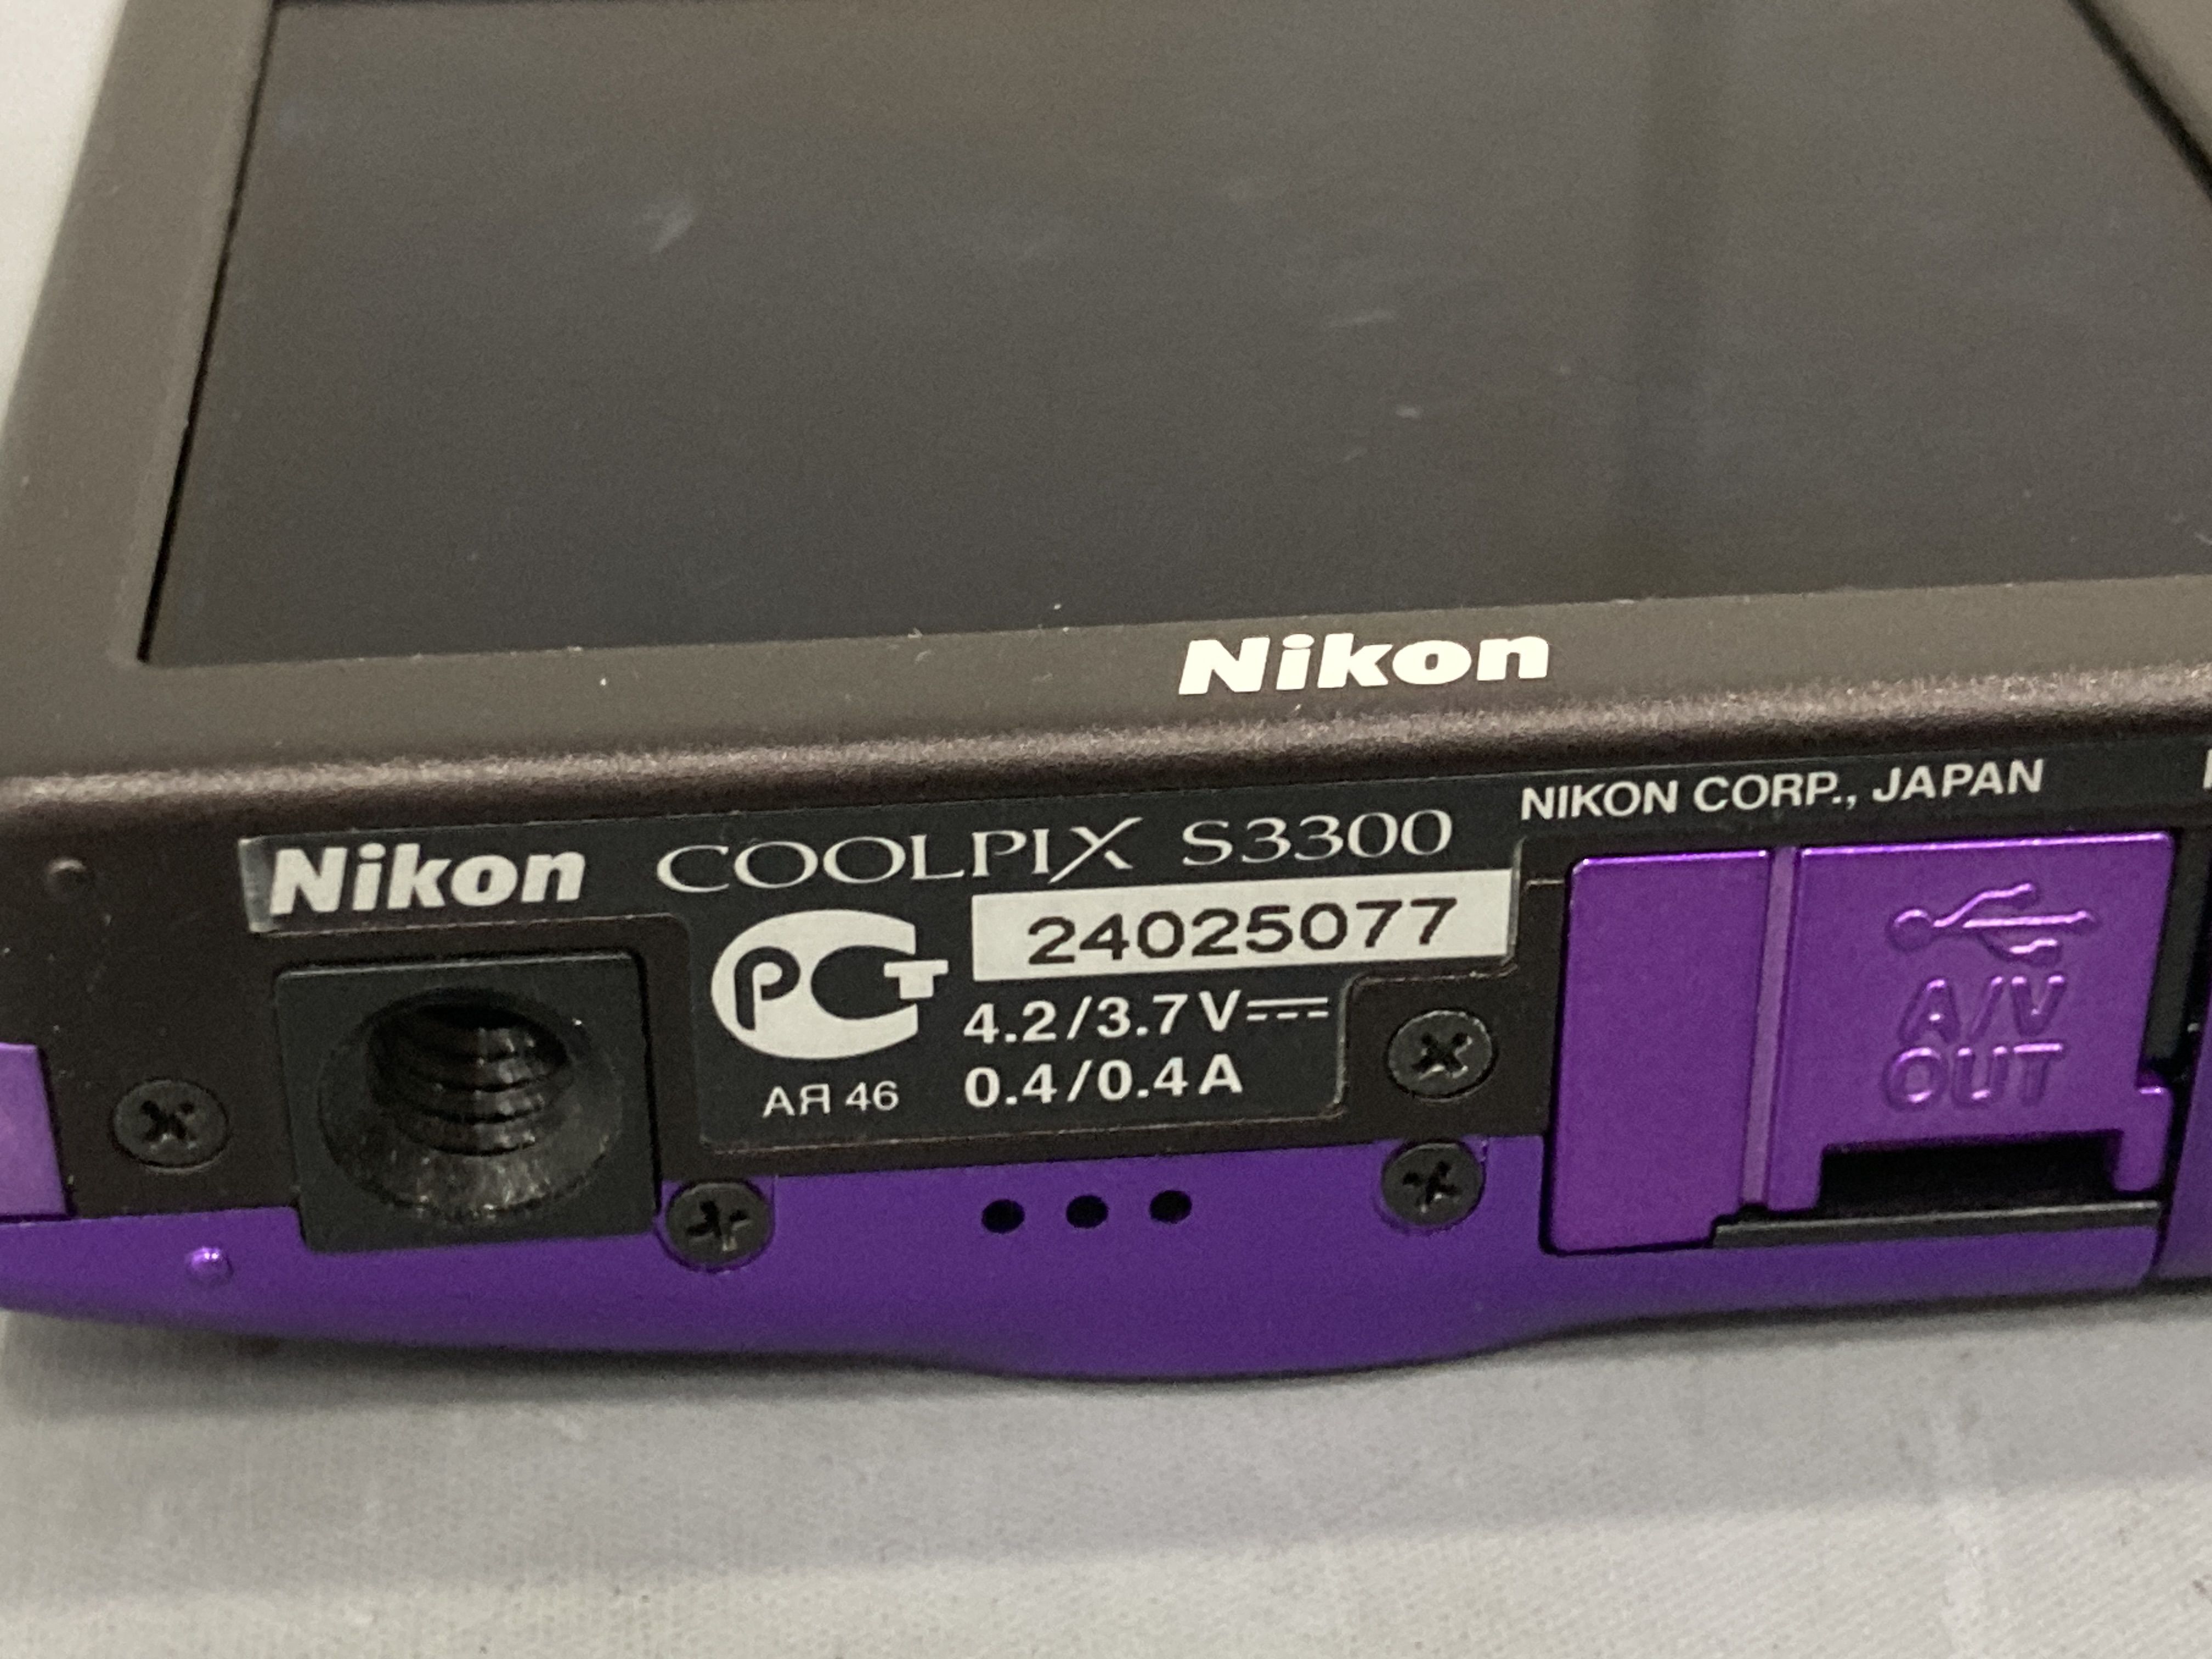 Nikon
NIKON CORP., JAPAN
Nikon COOLPIX S3300
24025077
РСТ
4.2/3.7V⎓
0.4/0.4A
АЯ 46
A/V
OUT